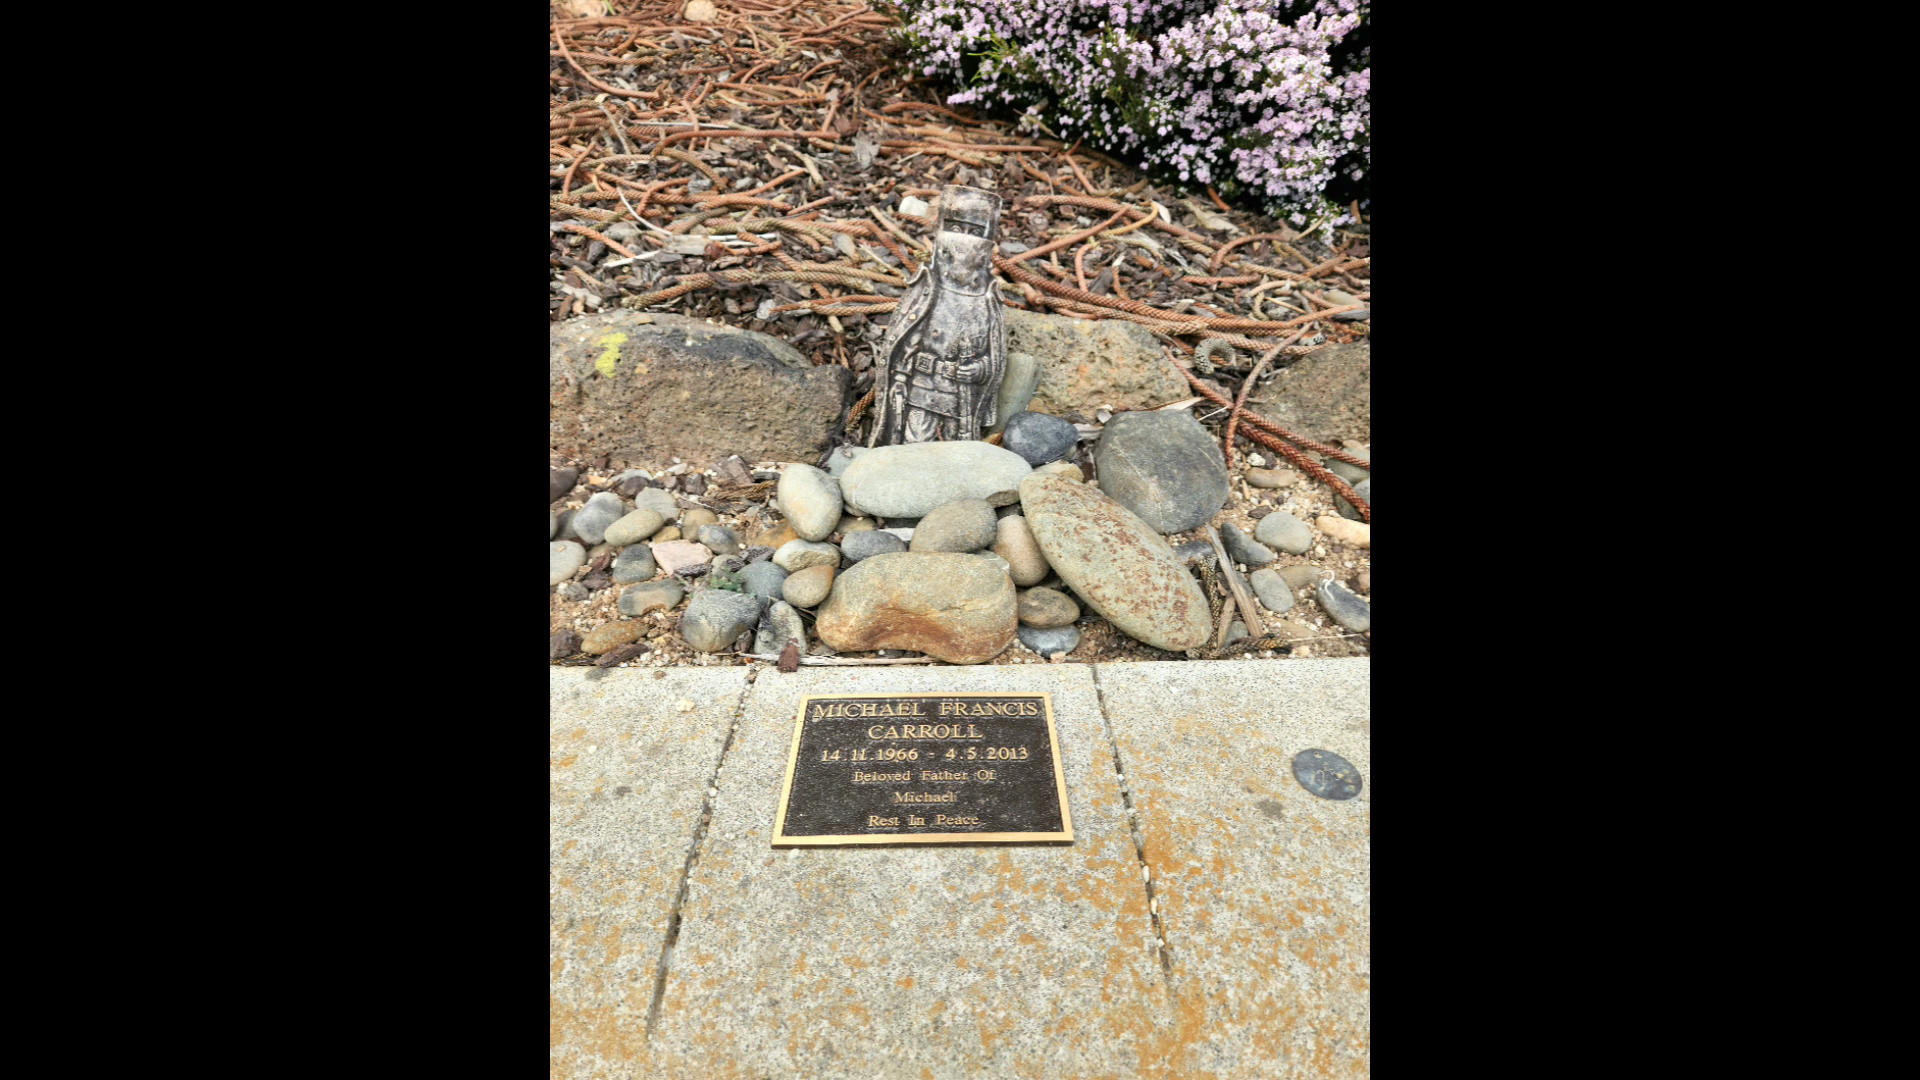 MICHAEL FRANCIS
CARROLL
14.11.1966 - 4.5.2013
Beloved Father Of
Michael
Rest In Peace